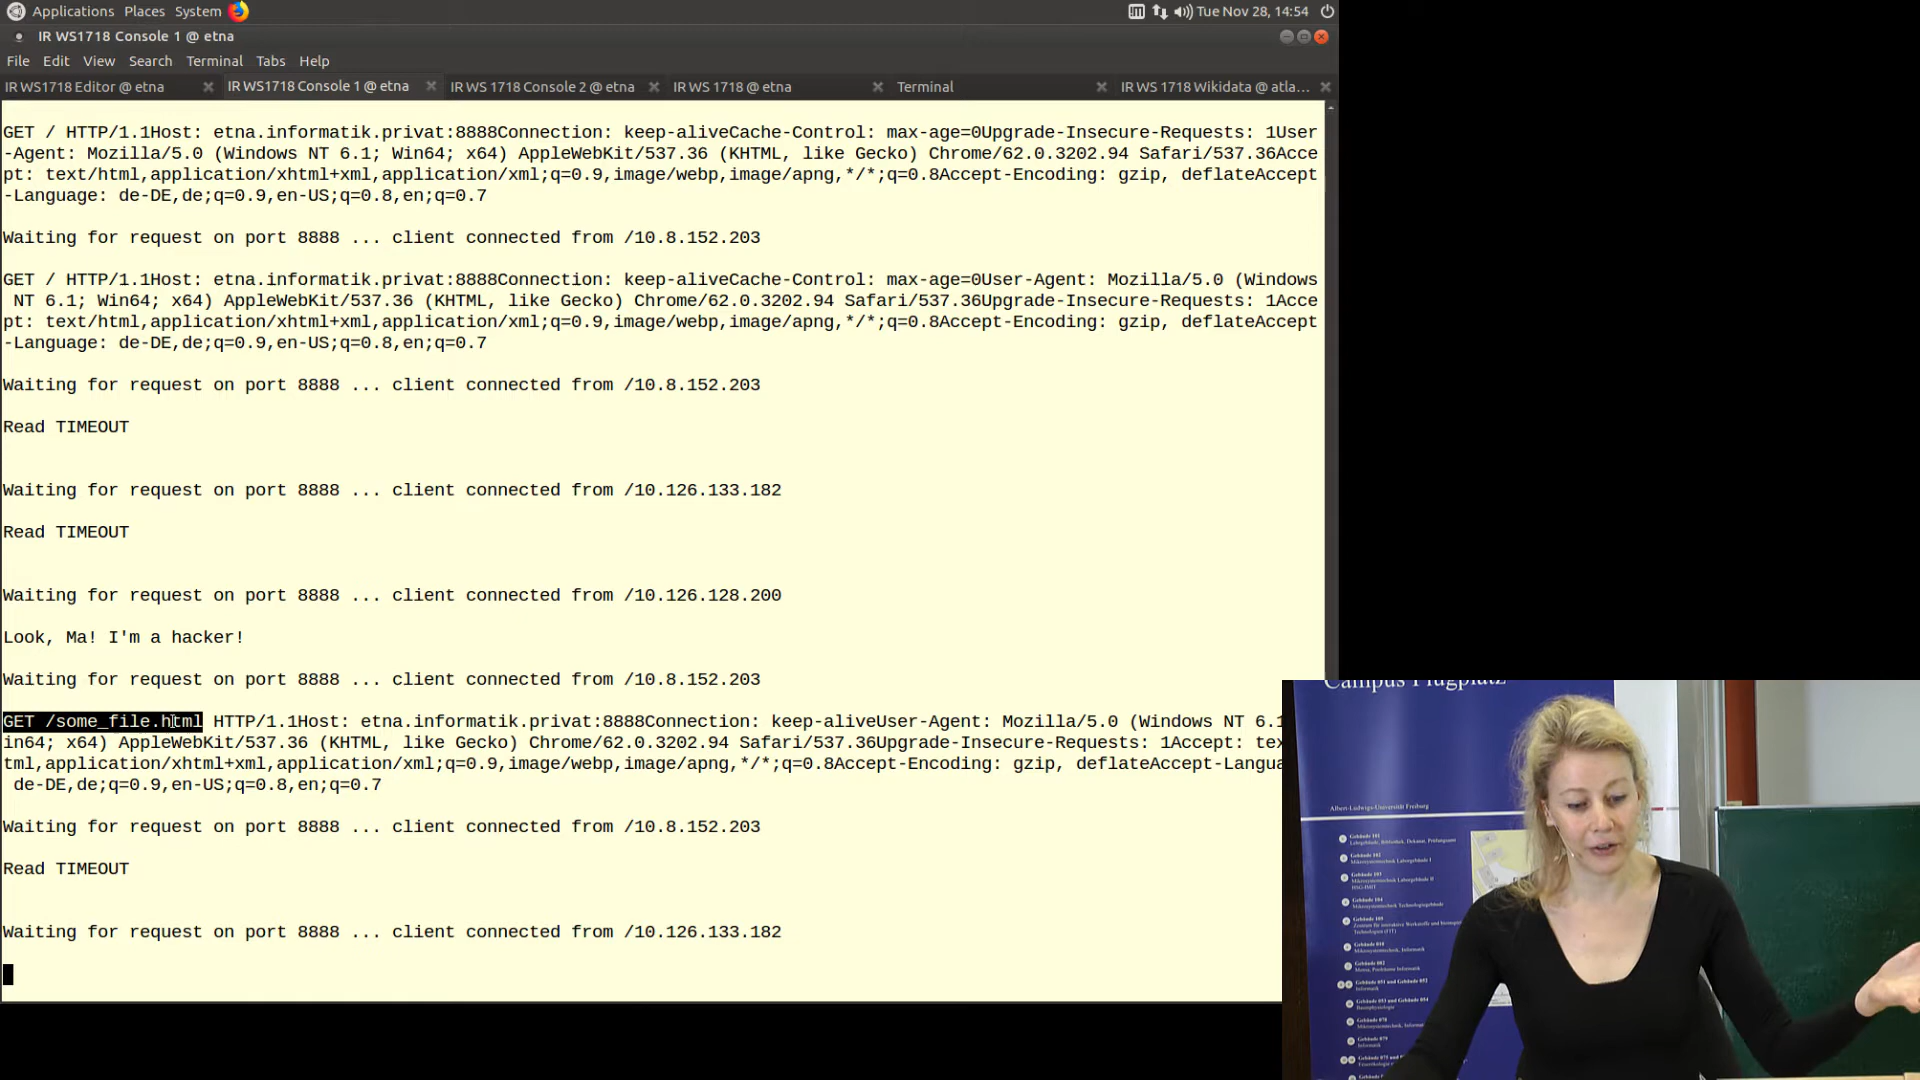 Applications Places System Tue Nov 28, 14:54
IR WS1718 Console 1 @ etna
File Edit View Search Terminal Tabs Help
IR WS1718 Editor @ etna IR WS1718 Console 1 @ etna IR WS 1718 Console 2 @ etna IR WS 1718 @ etna Terminal IR WS 1718 Wikidata @ atla...
GET / HTTP/1.1Host: etna.informatik.privat:8888Connection: keep-aliveCache-Control: max-age=0Upgrade-Insecure-Requests: 1User
-Agent: Mozilla/5.0 (Windows NT 6.1; Win64; x64) AppleWebKit/537.36 (KHTML, like Gecko) Chrome/62.0.3202.94 Safari/537.36Acce
pt: text/html,application/xhtml+xml,application/xml;q=0.9,image/webp,image/apng,*/*;q=0.8Accept-Encoding: gzip, deflateAccept
-Language: de-DE,de;q=0.9,en-US;q=0.8,en;q=0.7
Waiting for request on port 8888 ... client connected from /10.8.152.203
GET / HTTP/1.1Host: etna.informatik.privat:8888Connection: keep-aliveCache-Control: max-age=0User-Agent: Mozilla/5.0 (Windows
NT 6.1; Win64; x64) AppleWebKit/537.36 (KHTML, like Gecko) Chrome/62.0.3202.94 Safari/537.36Upgrade-Insecure-Requests: 1Acce
pt: text/html,application/xhtml+xml,application/xml;q=0.9,image/webp,image/apng,*/*;q=0.8Accept-Encoding: gzip, deflateAccept
-Language: de-DE,de;q=0.9,en-US;q=0.8,en;q=0.7
Waiting for request on port 8888 ... client connected from /10.8.152.203
Read TIMEOUT
Waiting for request on port 8888 ... client connected from /10.126.133.182
Read TIMEOUT
Waiting for request on port 8888 ... client connected from /10.126.128.200
Look, Ma! I'm a hacker!
Waiting for request on port 8888 ... client connected from /10.8.152.203
GET /some_file.html HTTP/1.1Host: etna.informatik.privat:8888Connection: keep-aliveUser-Agent: Mozilla/5.0 (Windows NT 6.1
in64; x64) AppleWebKit/537.36 (KHTML, like Gecko) Chrome/62.0.3202.94 Safari/537.36Upgrade-Insecure-Requests: 1Accept: tex
tml,application/xhtml+xml,application/xml;q=0.9,image/webp,image/apng,*/*;q=0.8Accept-Encoding: gzip, deflateAccept-Langua
de-DE,de;q=0.9,en-US;q=0.8,en;q=0.7
Waiting for request on port 8888 ... client connected from /10.8.152.203
Read TIMEOUT
Waiting for request on port 8888 ... client connected from /10.126.133.182
Campus Flugplatz
Albert-Ludwigs-Universität Freiburg
Gebäude 101